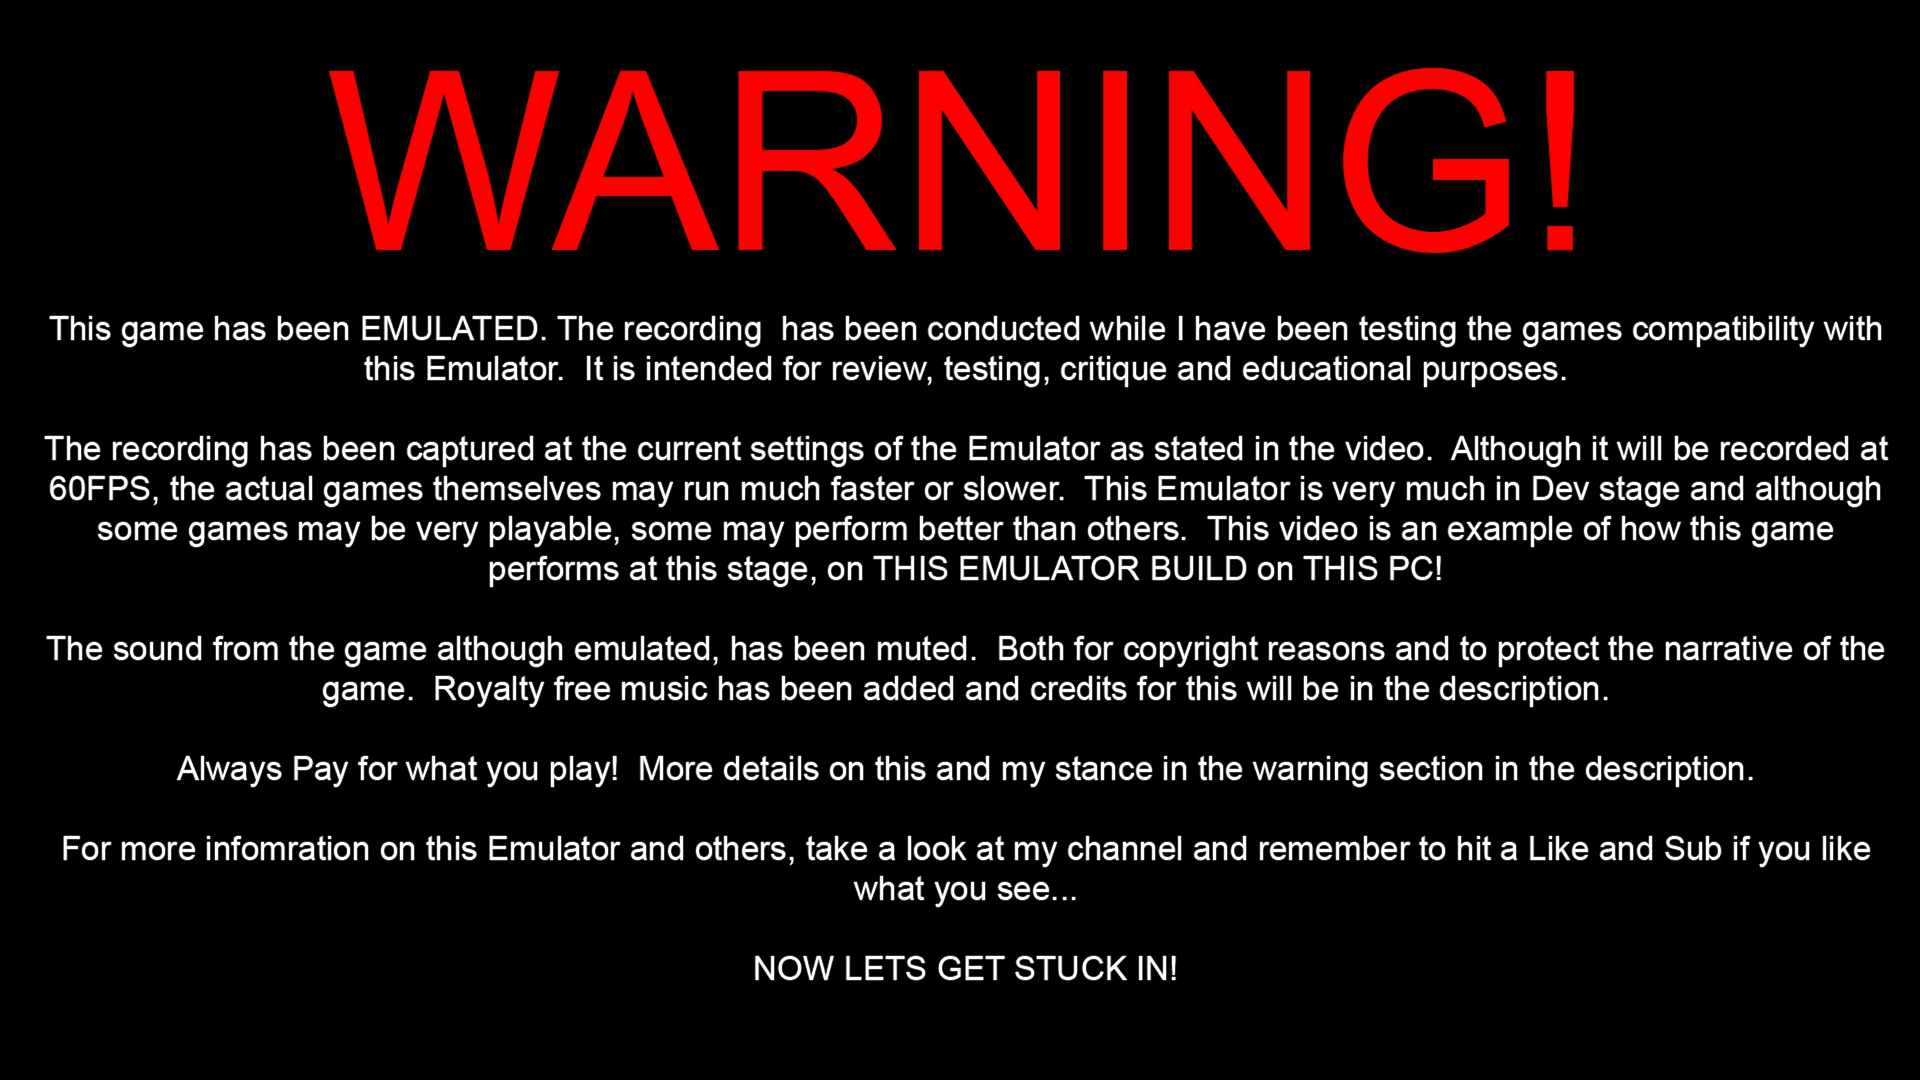 WARNING!
This game has been EMULATED. The recording  has been conducted while I have been testing the games compatibility with
this Emulator.  It is intended for review, testing, critique and educational purposes.
The recording has been captured at the current settings of the Emulator as stated in the video.  Although it will be recorded at
60FPS, the actual games themselves may run much faster or slower.  This Emulator is very much in Dev stage and although
some games may be very playable, some may perform better than others.  This video is an example of how this game
performs at this stage, on THIS EMULATOR BUILD on THIS PC!
The sound from the game although emulated, has been muted.  Both for copyright reasons and to protect the narrative of the
game.  Royalty free music has been added and credits for this will be in the description.
Always Pay for what you play!  More details on this and my stance in the warning section in the description.
For more infomration on this Emulator and others, take a look at my channel and remember to hit a Like and Sub if you like
what you see...
NOW LETS GET STUCK IN!